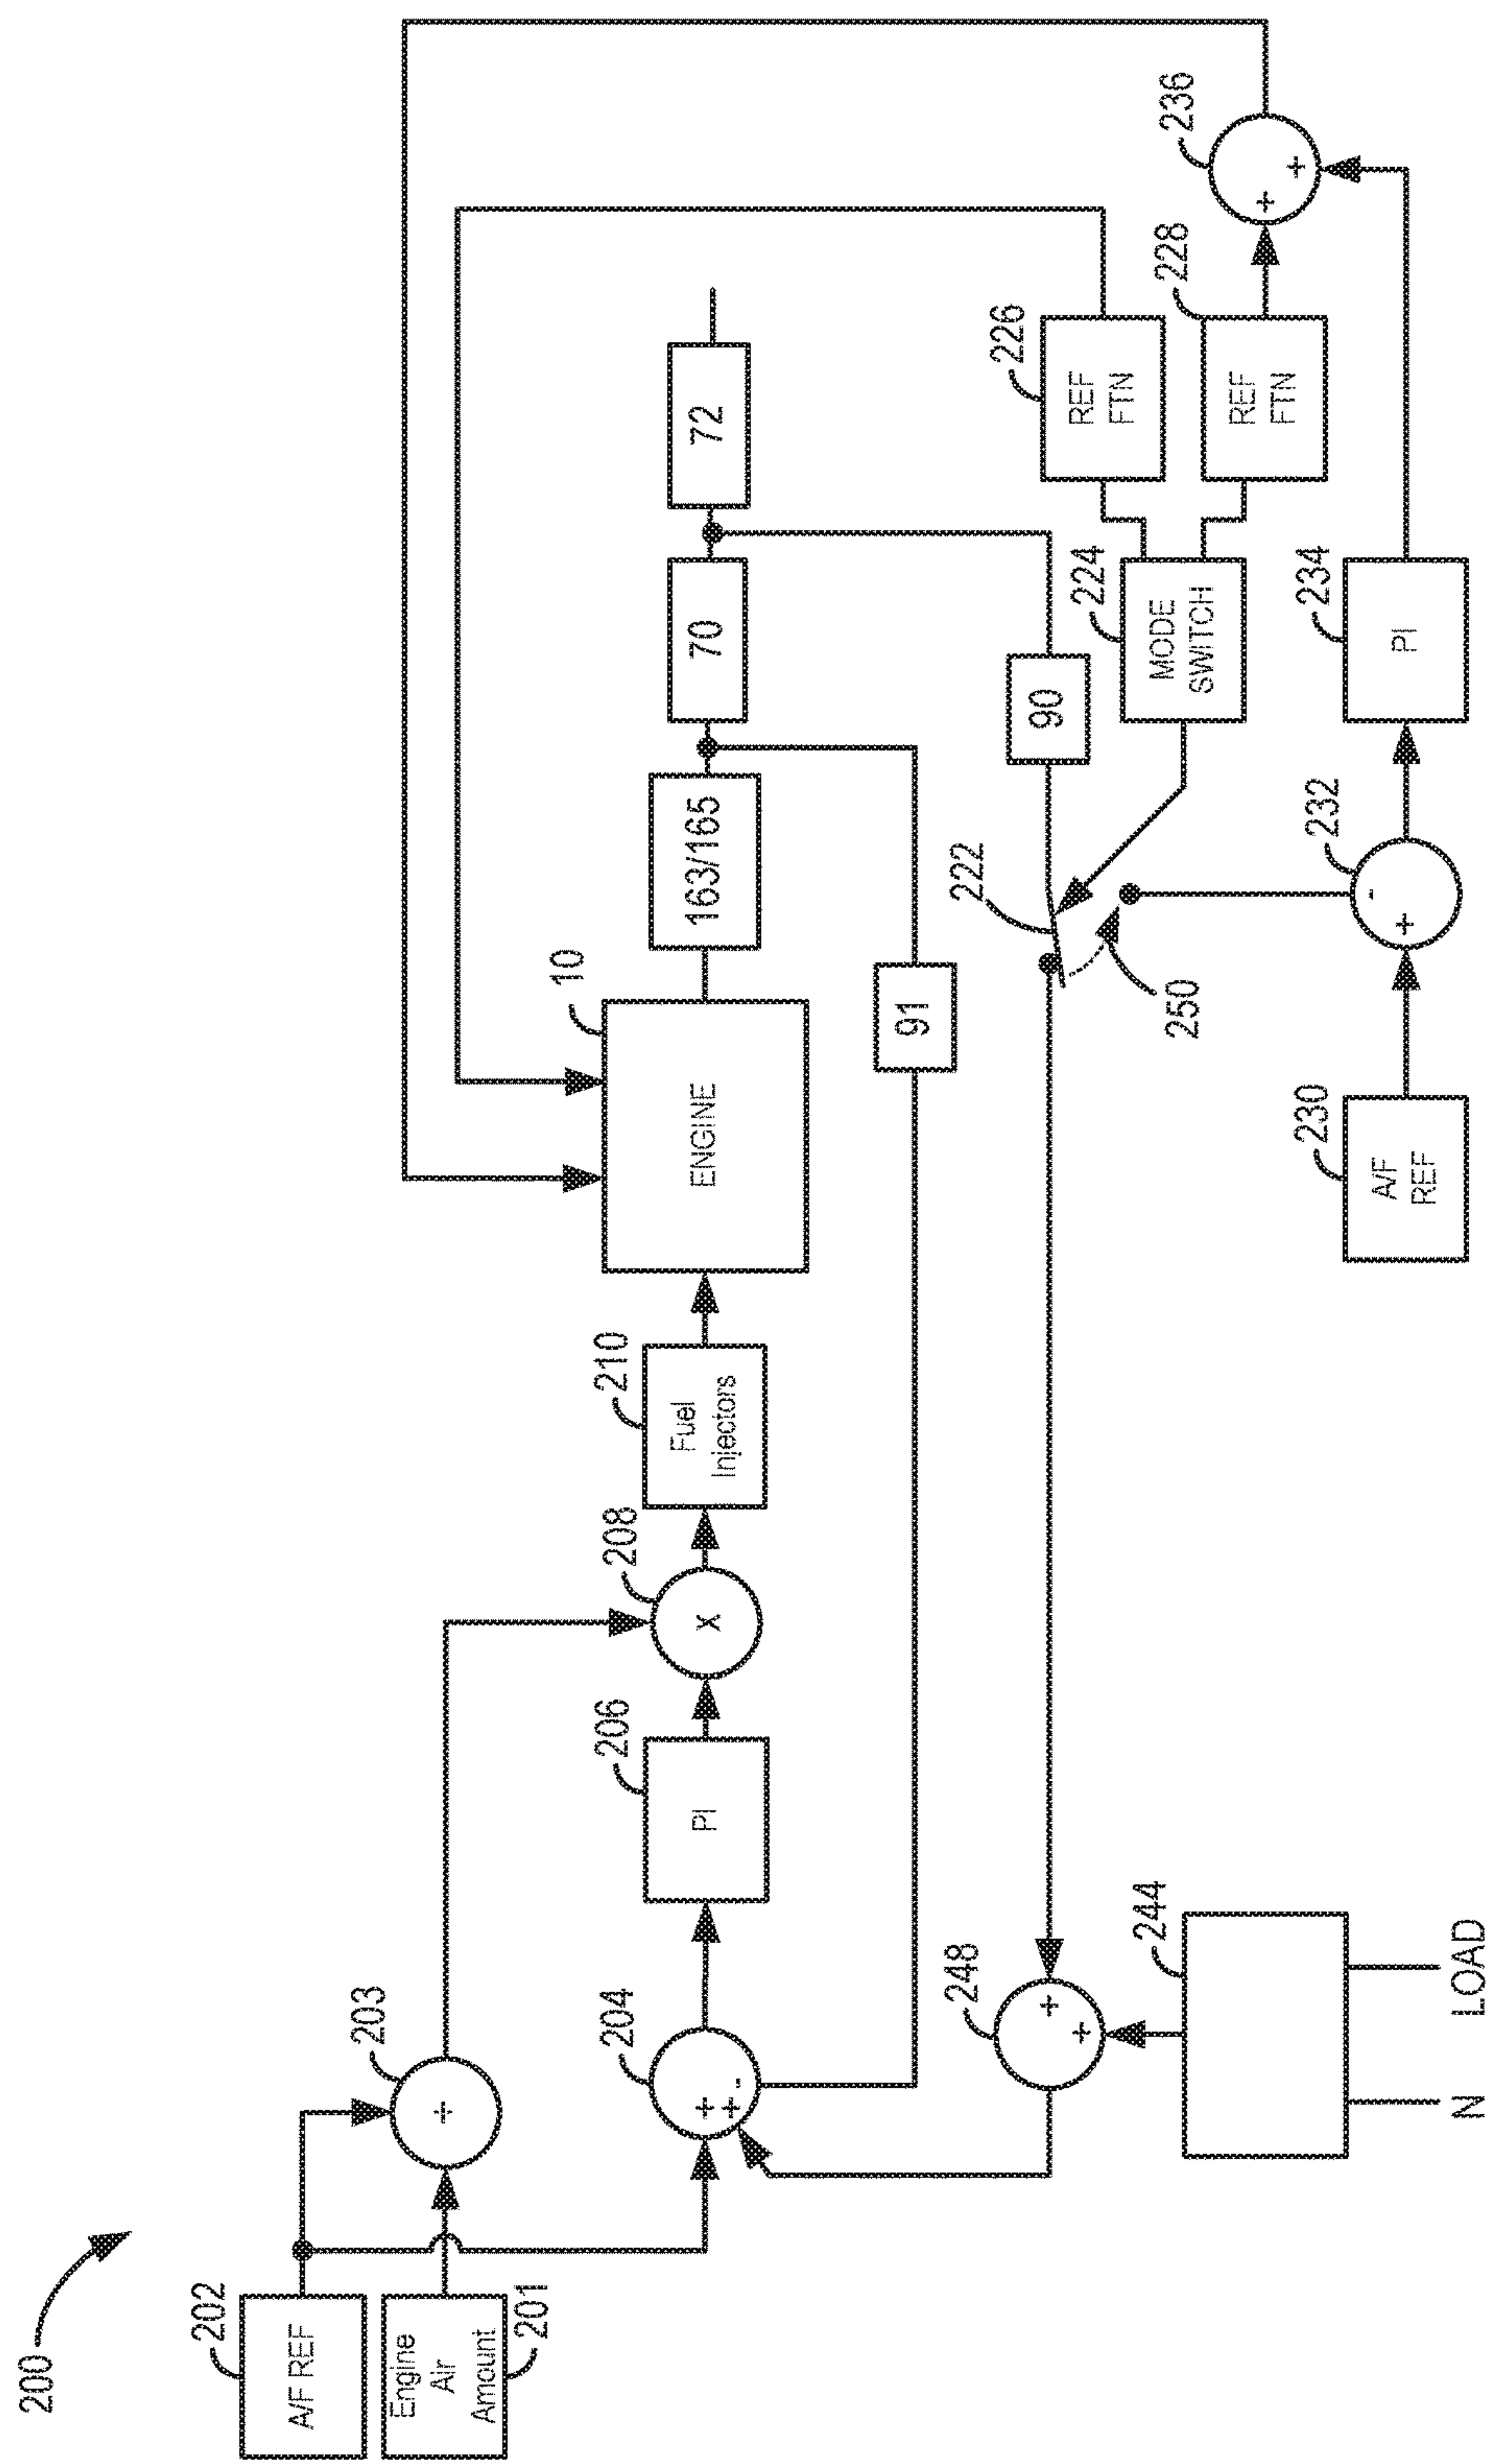 200
202
A/F REF
Engine
Air
Amount
201
203
÷
204
+
+
-
206
PI
208
X
210
Fuel
Injectors
10
ENGINE
163/165
70
72
91
90
222
250
224
MODE
SWITCH
226
REF
FTN
228
REF
FTN
236
+
+
230
A/F
REF
232
+
-
234
PI
248
+
+
244
N
LOAD